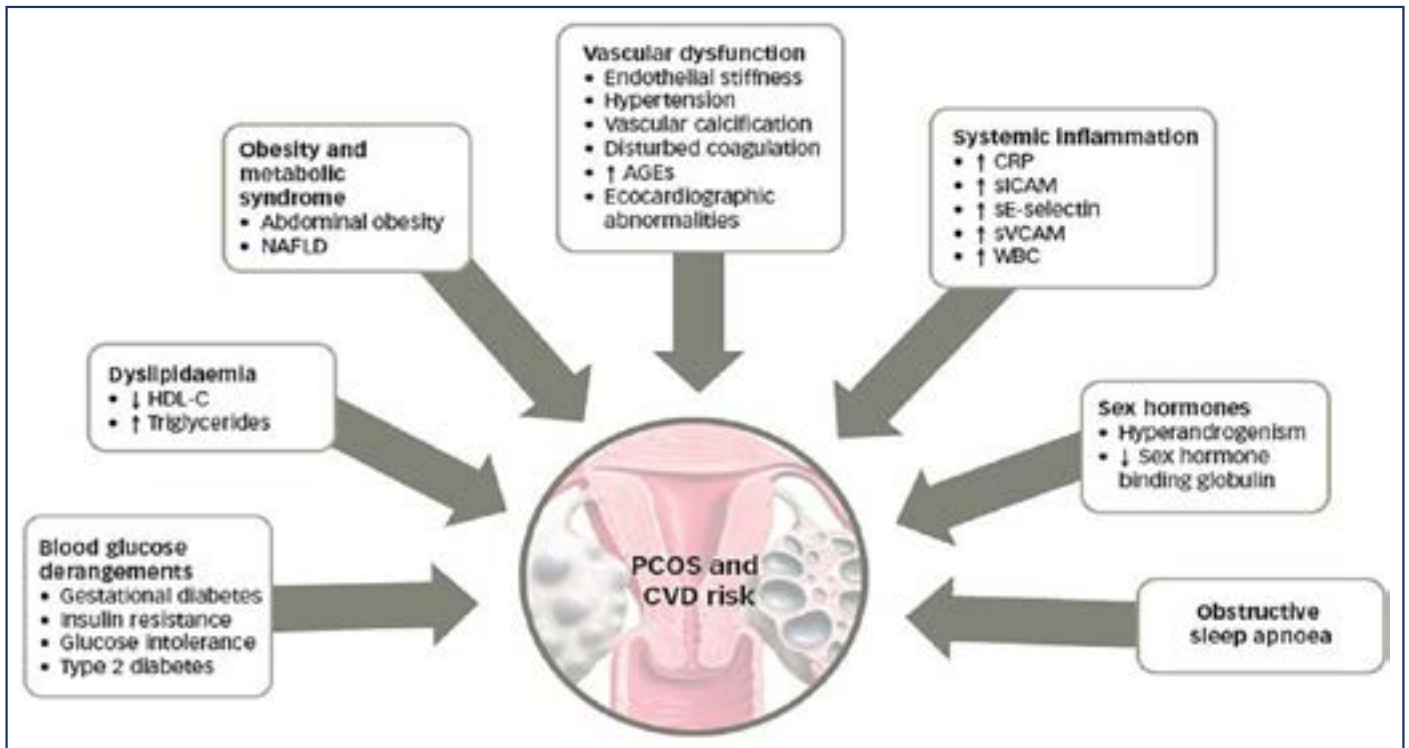 Vascular dysfunction
• Endothelial stiffness
• Hypertension
• Vascular calcification
• Disturbed coagulation
• ↑ AGEs
• Ecocardiographic
abnormalities
Obesity and
metabolic
syndrome
• Abdominal obesity
• NAFLD
Systemic inflammation
• ↑ CRP
• ↑ sICAM
• ↑ sE-selectin
• ↑ sVCAM
• ↑ WBC
Dyslipidaemia
• ↓ HDL-C
• ↑ Triglycerides
Sex hormones
• Hyperandrogenism
• ↓ Sex hormone
binding globulin
Blood glucose
derangements
• Gestational diabetes
• Insulin resistance
• Glucose intolerance
• Type 2 diabetes
PCOS and
CVD risk
Obstructive
sleep apnoea